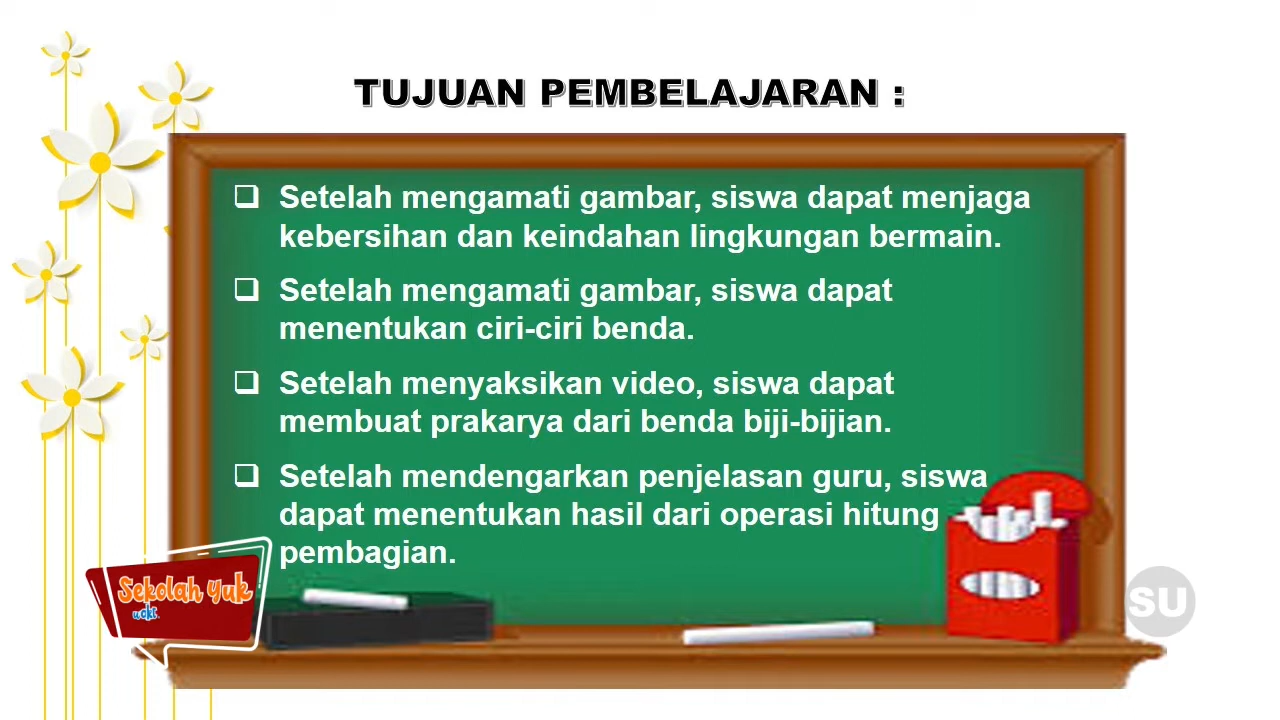 TUJUAN PEMBELAJARAN :
Setelah mengamati gambar, siswa dapat menjaga
kebersihan dan keindahan lingkungan bermain.
Setelah mengamati gambar, siswa dapat
menentukan ciri-ciri benda.
Setelah menyaksikan video, siswa dapat
membuat prakarya dari benda biji-bijian.
Setelah mendengarkan penjelasan guru, siswa
dapat menentukan hasil dari operasi hitung
pembagian.
Sekolah Yuk
SU